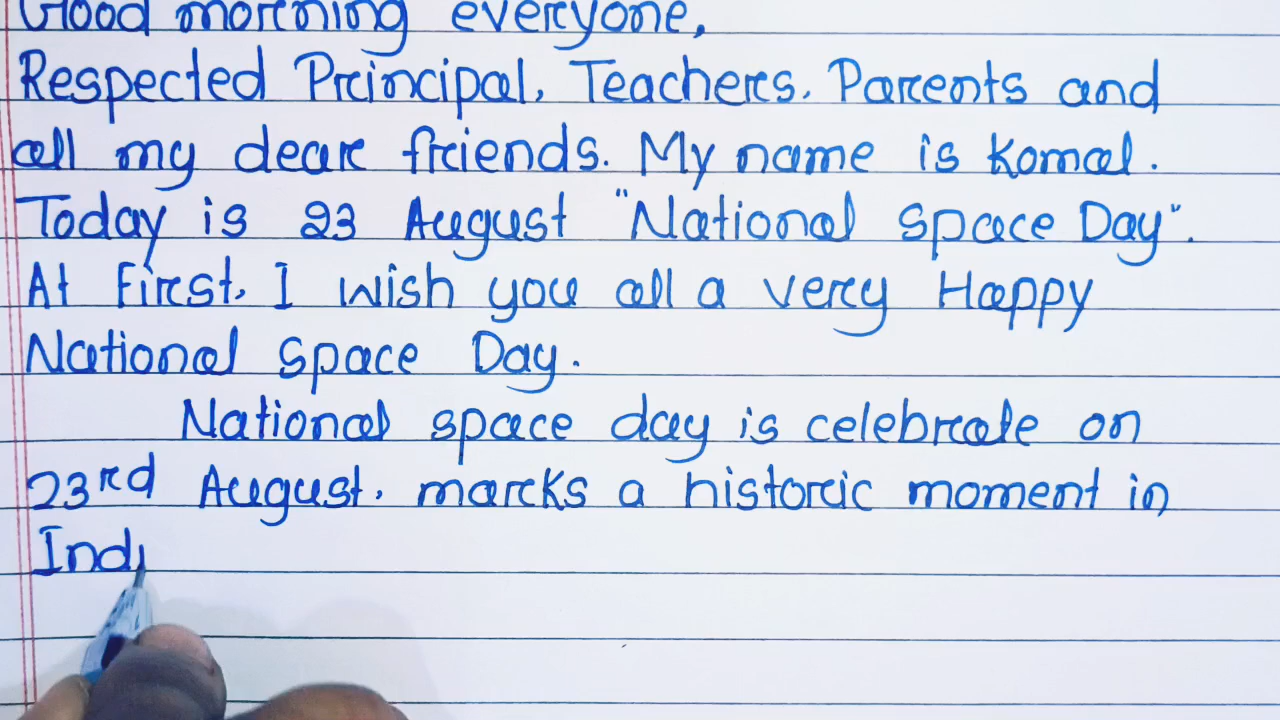 Good morning everyone,
Respected Principal, Teachers, Parents and
all my dear friends. My name is Komal.
Today is 23 August "National Space Day".
At First, I wish you all a very Happy
National Space Day.
National space day is celebrate on
23rd August, marks a historic moment in
Indi